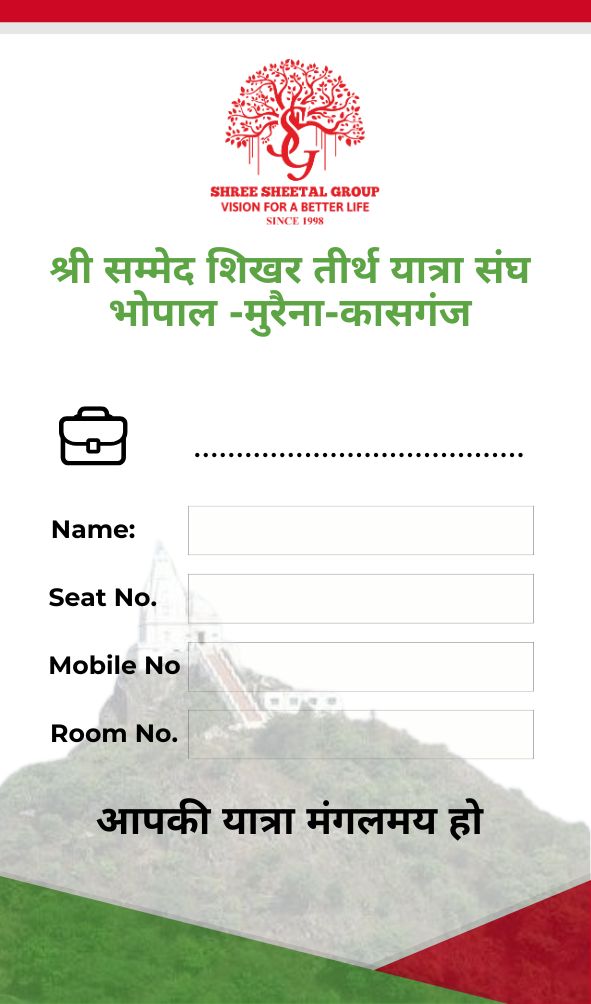 SG
SHREE SHEETAL GROUP
VISION FOR A BETTER LIFE
SINCE 1998
श्री सम्मेद शिखर तीर्थ यात्रा संघ
भोपाल -मुरैना-कासगंज
.......................................
Name:
Seat No.
Mobile No
Room No.
आपकी यात्रा मंगलमय हो